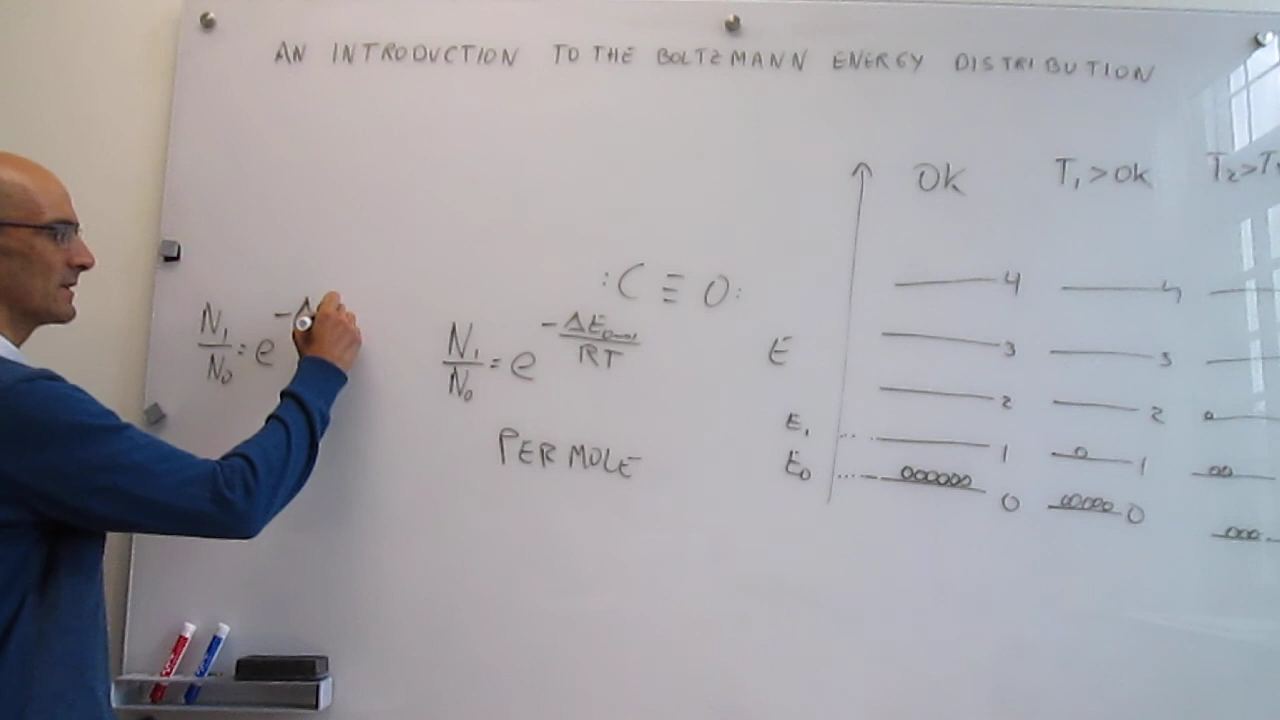 AN INTRODUCTION TO THE BOLTZMANN ENERGY DISTRIBUTION
0K T₁>0K T₂>T₁
:C≡O:
N₁/N₀=e^-Δ
N₁/N₀=e^-ΔE₀→₁/RT
PER MOLE
E
E₁
E₀
4 4
3 3
2 2
1 1
0 0